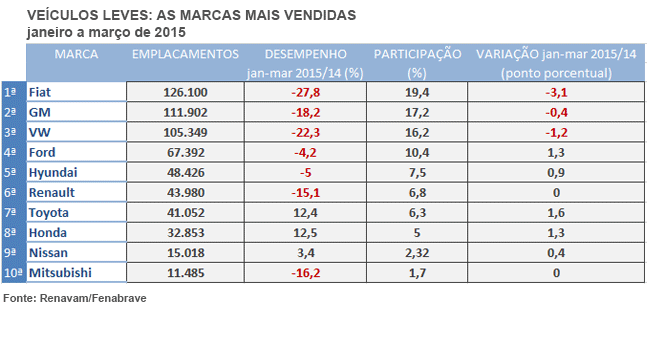 VEÍCULOS LEVES: AS MARCAS MAIS VENDIDAS
janeiro a março de 2015
MARCA EMPLACAMENTOS DESEMPENHO PARTICIPAÇÃO VARIAÇÃO jan-mar 2015/14
jan-mar 2015/14 (%) (%) (ponto porcentual)
1ª Fiat 126.100 -27,8 19,4 -3,1
2ª GM 111.902 -18,2 17,2 -0,4
3ª VW 105.349 -22,3 16,2 -1,2
4ª Ford 67.392 -4,2 10,4 1,3
5ª Hyundai 48.426 -5 7,5 0,9
6ª Renault 43.980 -15,1 6,8 0
7ª Toyota 41.052 12,4 6,3 1,6
8ª Honda 32.853 12,5 5 1,3
9ª Nissan 15.018 3,4 2,32 0,4
10ª Mitsubishi 11.485 -16,2 1,7 0
Fonte: Renavam/Fenabrave